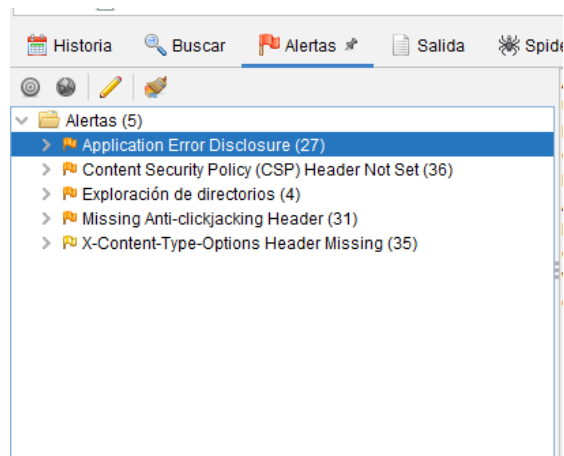 Historia Buscar Alertas Salida Spide
Alertas (5)
Application Error Disclosure (27)
Content Security Policy (CSP) Header Not Set (36)
Exploración de directorios (4)
Missing Anti-clickjacking Header (31)
X-Content-Type-Options Header Missing (35)